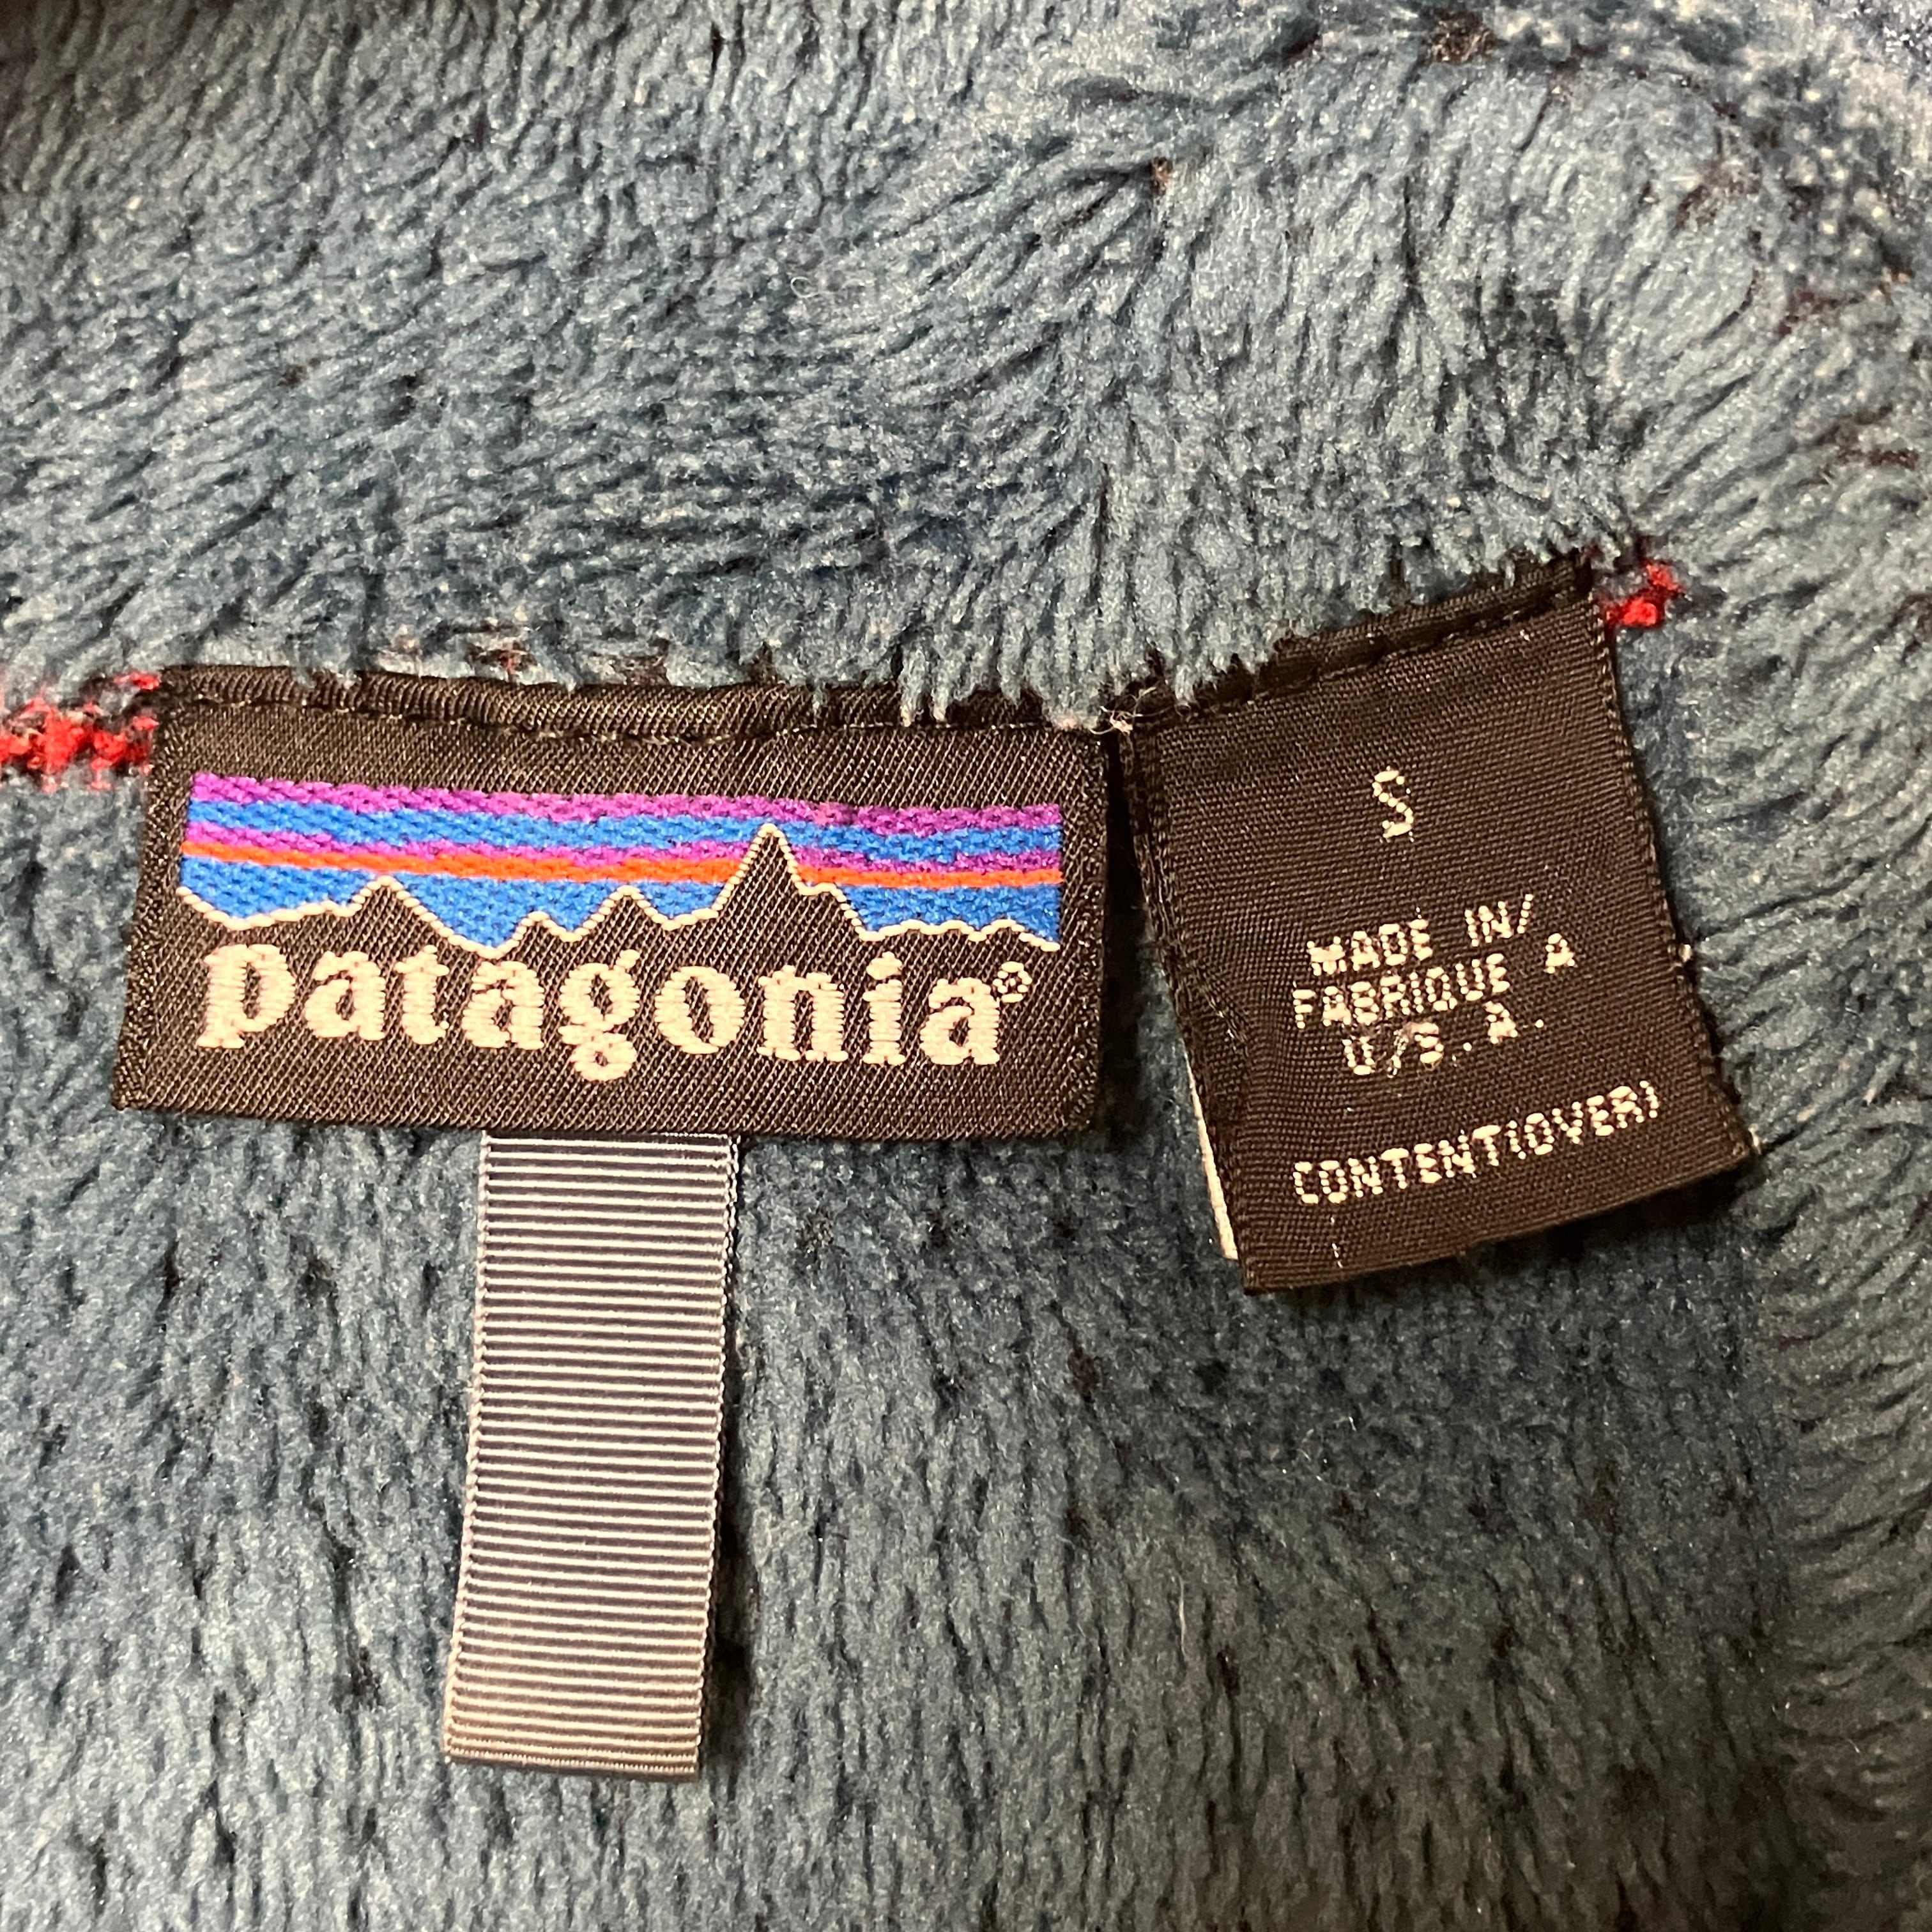 patagonia®
S
MADE IN/
FABRIQUE A
U/S.A.
CONTENT(OVER)